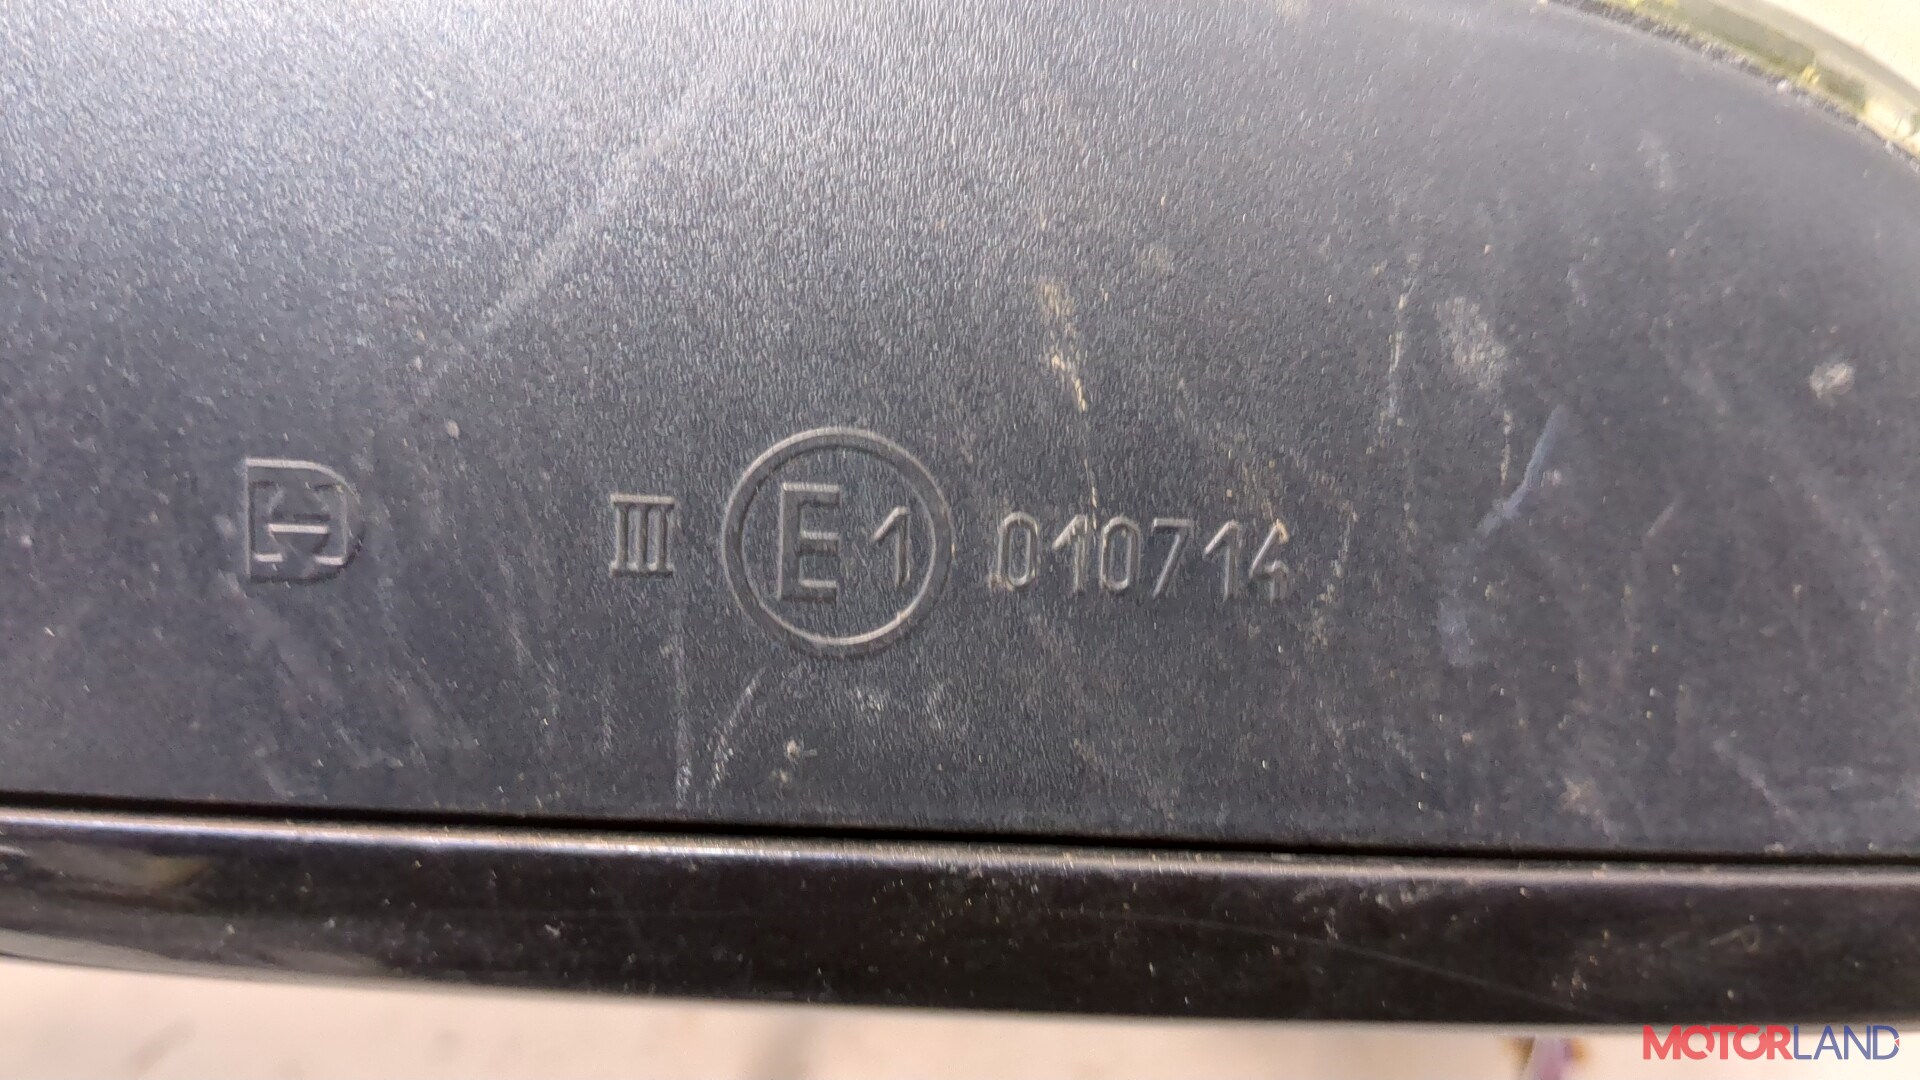 III E1 010714
MOTORLAND